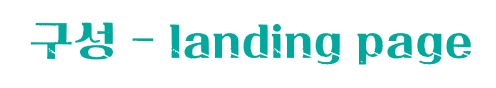 구성 - landing page